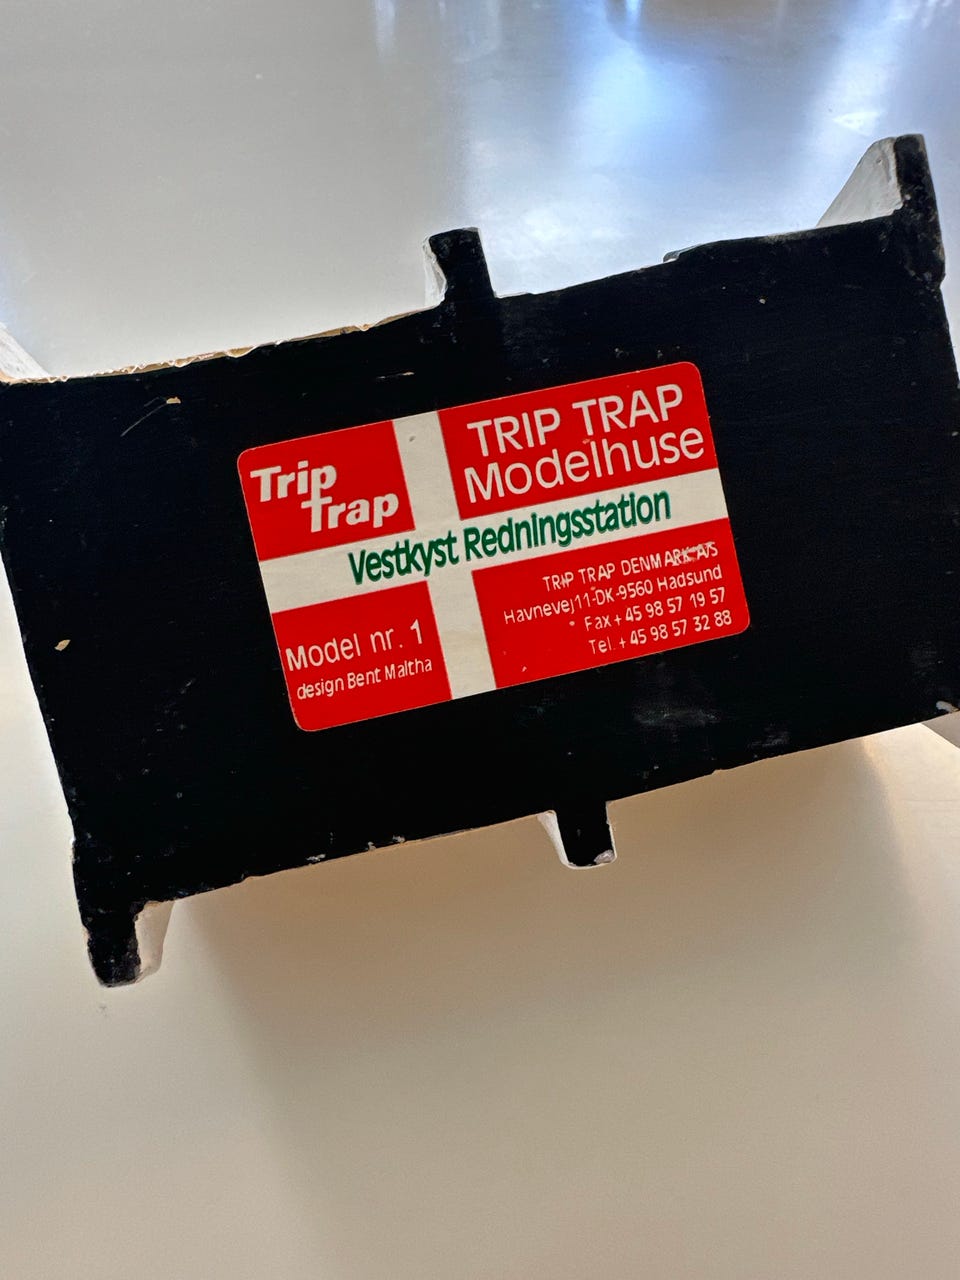 Trip
Trap
TRIP TRAP
Modelhuse
Vestkyst Redningsstation
Model nr. 1
design Bent Maltha
TRIP TRAP DENMARK A/S
Havnevej 11-DK-9560 Hadsund
Fax + 45 98 57 19 57
Tel. + 45 98 57 32 88